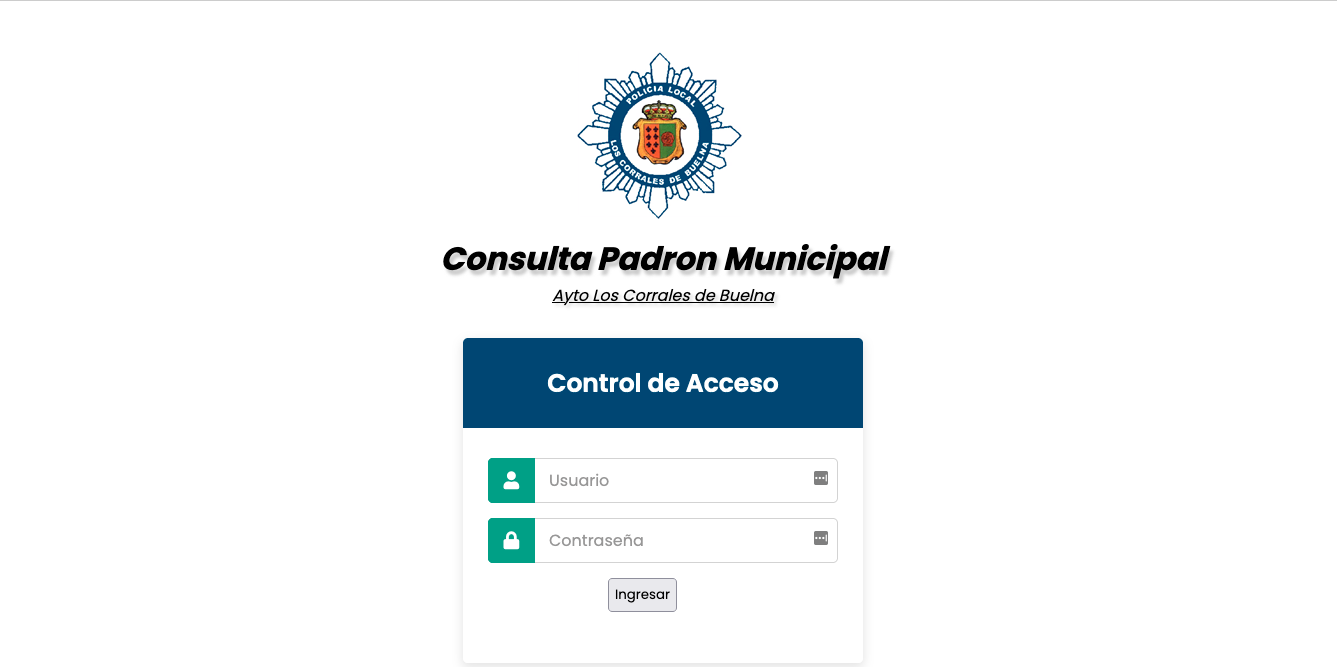 POLICIA LOCAL
LOS CORRALES DE BUELNA
Consulta Padron Municipal
Ayto Los Corrales de Buelna
Control de Acceso
Usuario
Contraseña
Ingresar